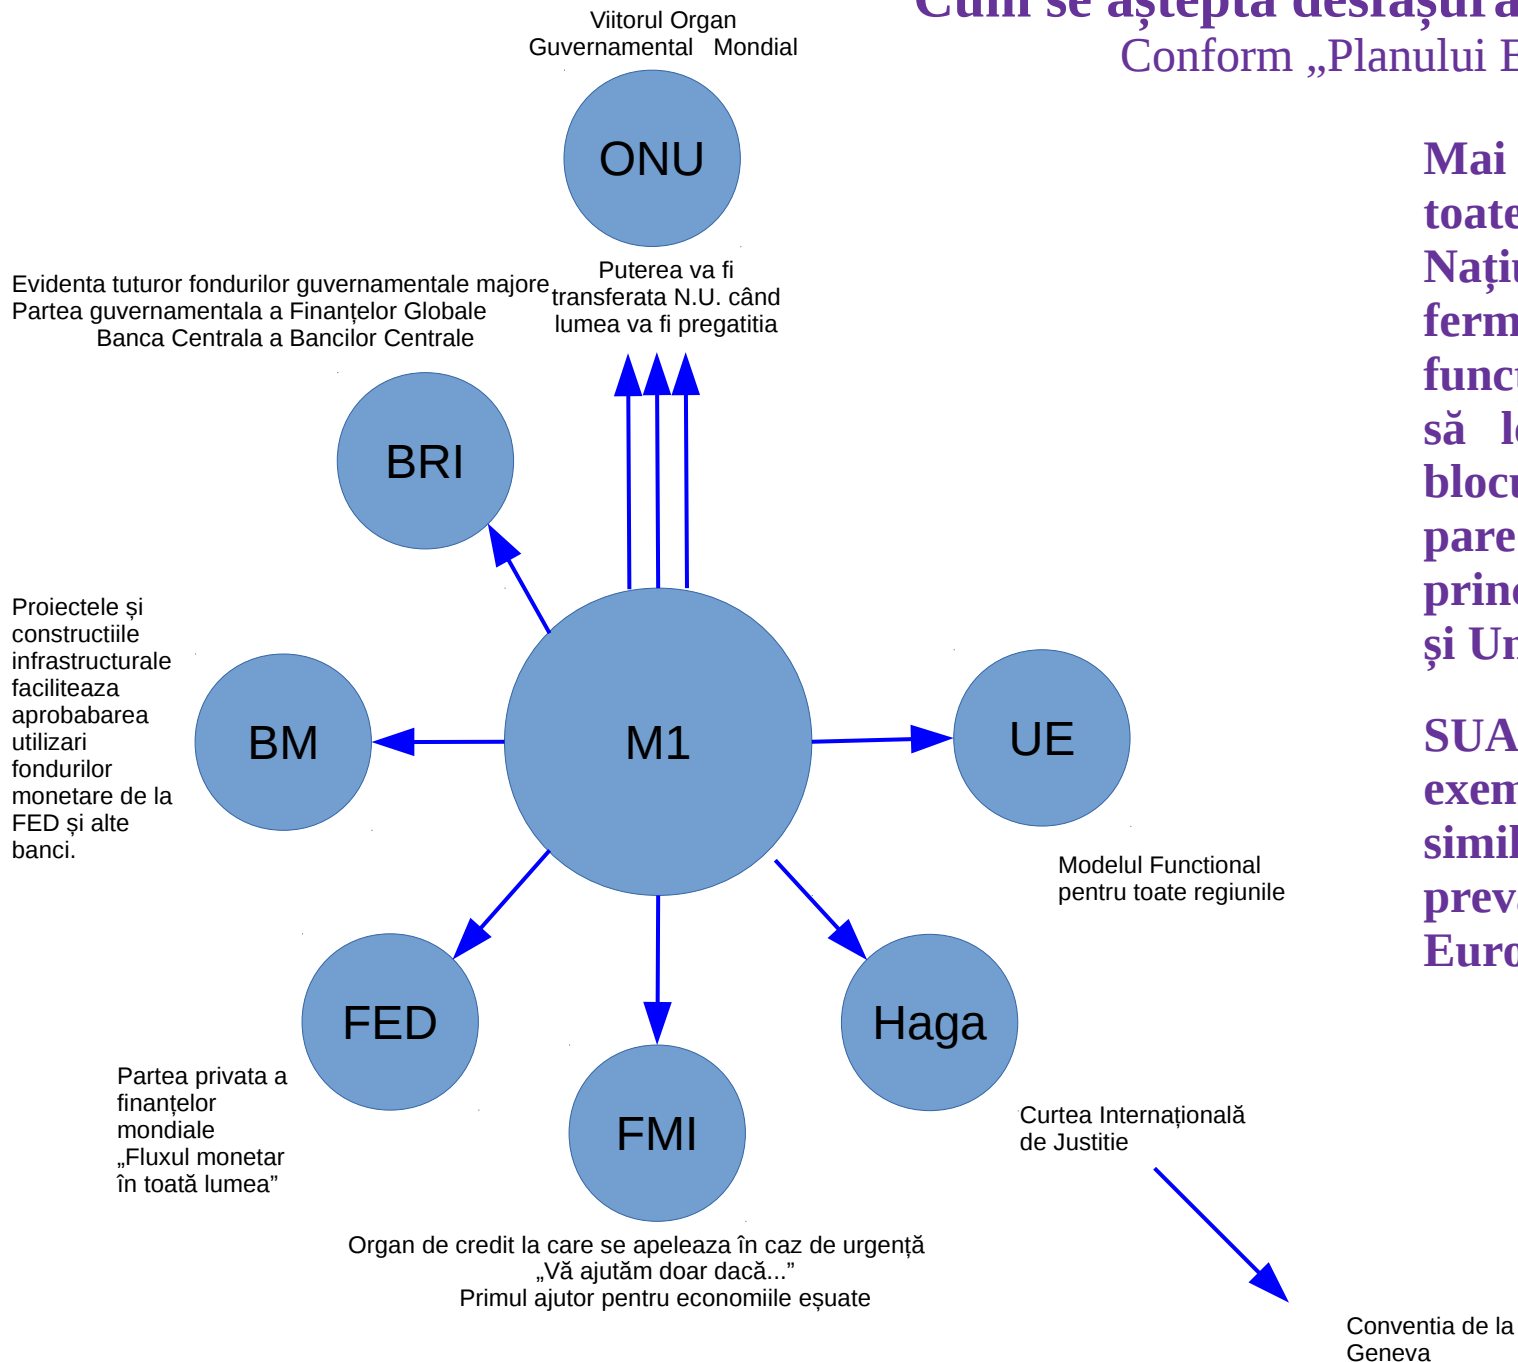 Cum se aștepta
Conform „Planului
Viitorul Organ
Guvernamental Mondial
ONU
Puterea va fi
transferata N.U. când
lumea va fi pregatitia
Evidenta tuturor fondurilor guvernamentale majore
Partea guvernamentala a Finanțelor Globale
Banca Centrala a Bancilor Centrale
BRI
Proiectele și
constructiile
infrastructurale
faciliteaza
aprobabarea
utilizari
fondurilor
monetare de la
FED și alte
banci.
BM
M1
UE
Modelul Functional
pentru toate regiunile
FED
Partea privata a
finanțelor
mondiale
„Fluxul monetar
în toată lumea”
FMI
Organ de credit la care se apeleaza în caz de urgență
„Vă ajutăm doar dacă...”
Primul ajutor pentru economiile eșuate
Haga
Curtea Internațională
de Justitie
Conventia de la
Geneva
Mai
toate
să
pare
și
SUA